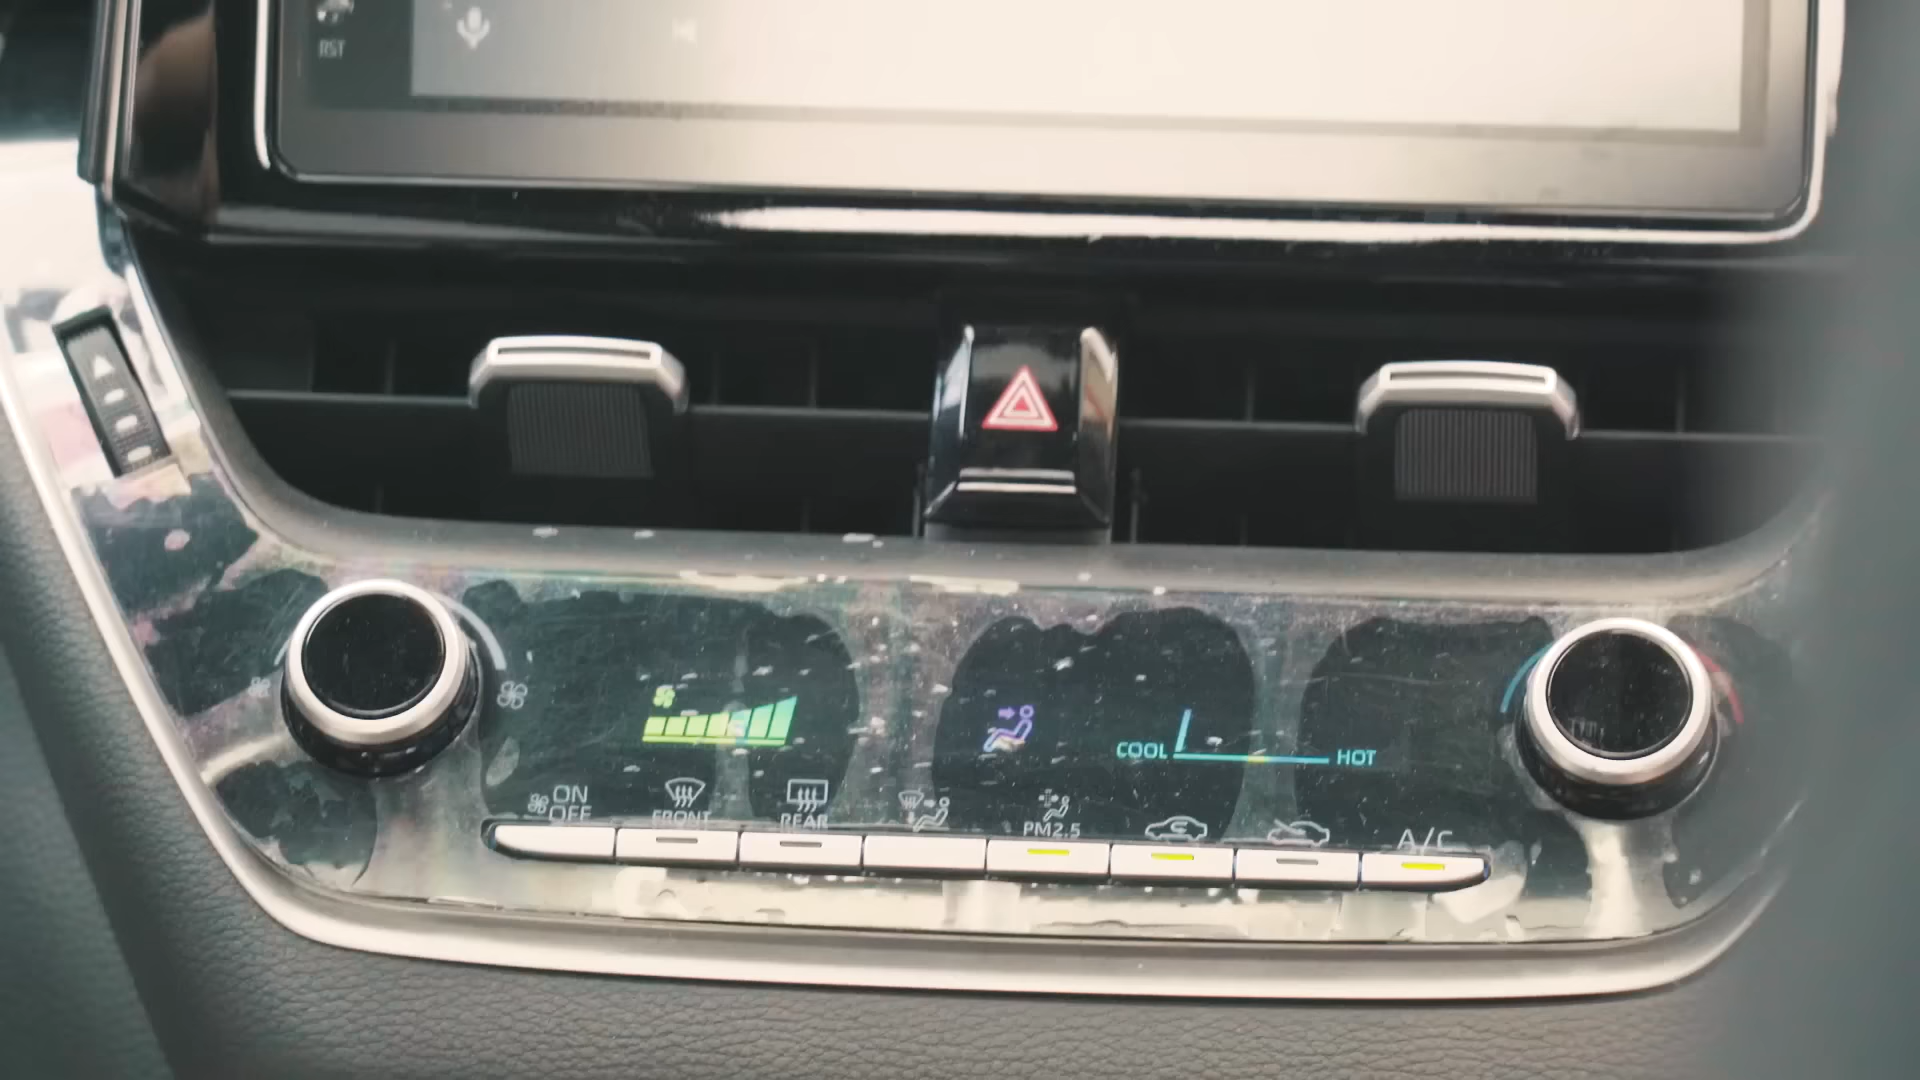 RST
COOL
HOT
ON
OFF
FRONT
REAR
PM2.5
A/C